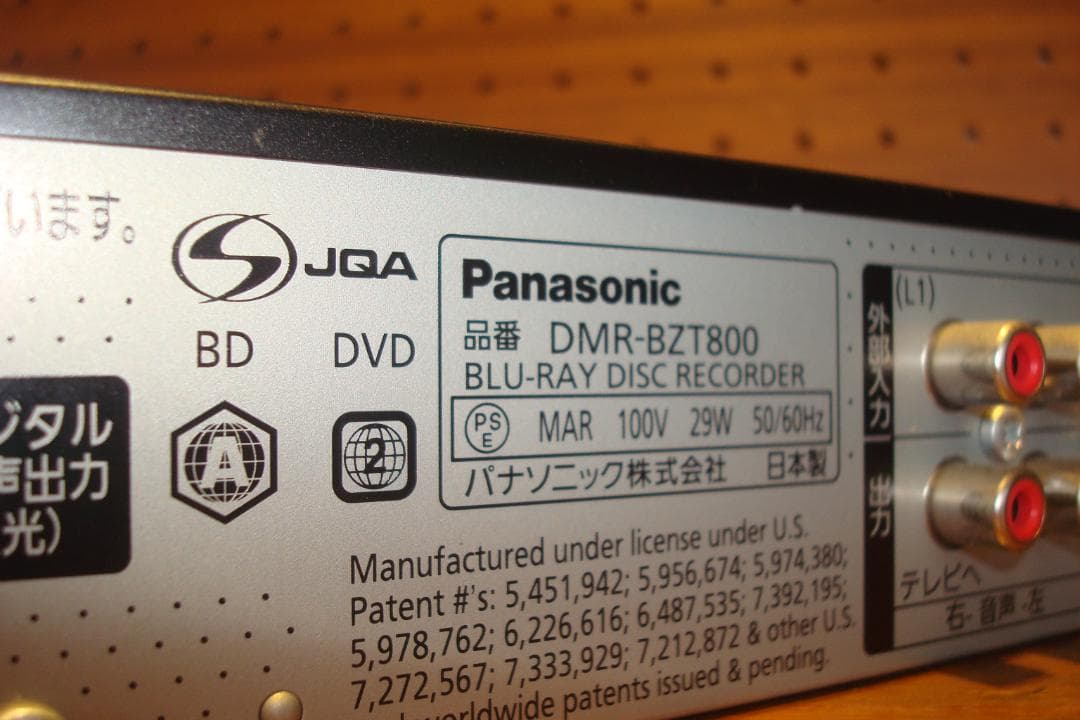 います。
JQA
BD DVD
A 2
Panasonic
品番 DMR-BZT800
BLU-RAY DISC RECORDER
PSE MAR 100V 29W 50/60Hz
パナソニック株式会社 日本製
ジタル
声出力
光)
Manufactured under license under U.S.
Patent #'s: 5,451,942; 5,956,674; 5,974,380;
5,978,762; 6,226,616; 6,487,535; 7,392,195;
7,272,567; 7,333,929; 7,212,872 & other U.S.
worldwide patents issued & pending.
(L1)
外部入力
出力
テレビへ
右-音声-左